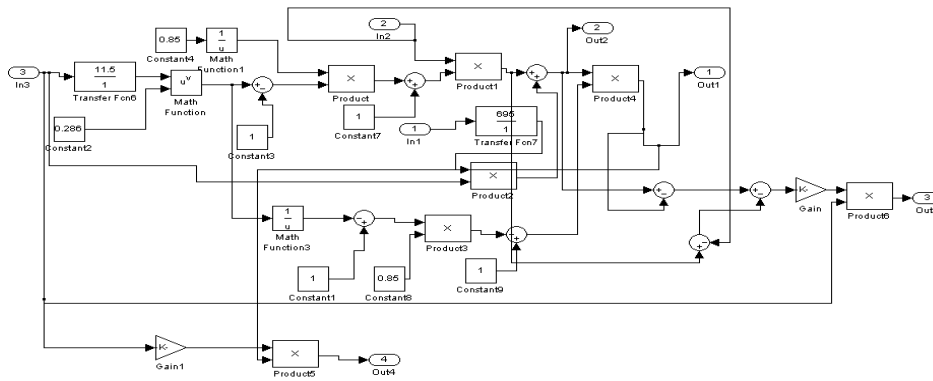 2
In2
2
Out2
0.85
Constant4
1
u
Math
Function1
3
In3
11.5
1
Transfer Fcn6
u^v
Math
Function
+
-
×
Product
+
+
×
Product1
+
+
×
Product4
1
Out1
0.286
Constant2
1
Constant3
1
Constant7
1
In1
695
1
Transfer Fcn7
×
Product2
+
-
+
-
K-
Gain
×
Product6
3
Out
1
u
Math
Function3
-
+
×
Product3
-
+
+
-
1
Constant1
0.85
Constant8
1
Constant9
K-
Gain1
×
Product5
4
Out4